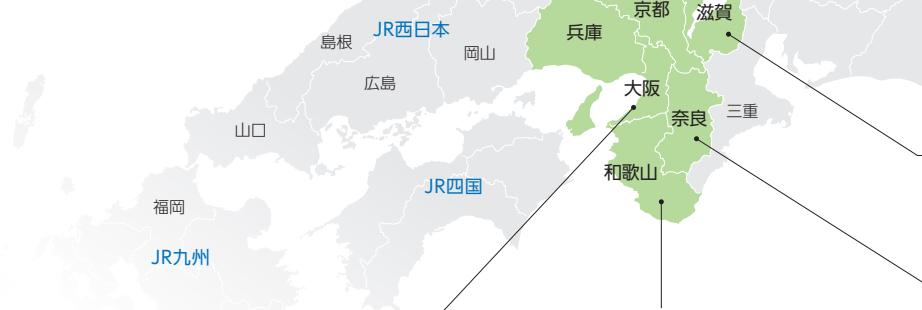 京都
滋賀
JR西日本
兵庫
島根
岡山
広島
大阪
三重
奈良
山口
和歌山
JR四国
福岡
JR九州